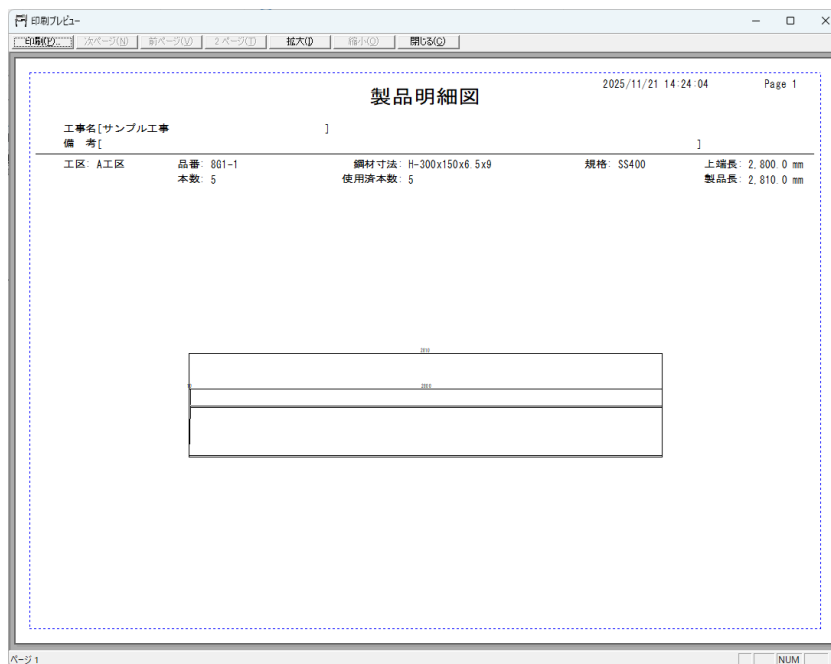 印刷プレビュー
印刷(P)... 次ページ(N) 前ページ(V) 2 ページ(T) 拡大(I) 縮小(O) 閉じる(C)
2025/11/21 14:24:04 Page 1
製品明細図
工事名[サンプル工事 ]
備 考[ ]
工区: A工区 品番: 8G1-1 鋼材寸法: H-300x150x6.5x9 規格: SS400 上端長: 2,800.0 mm
本数: 5 使用済本数: 5 製品長: 2,810.0 mm
2810
2800
ページ 1 NUM